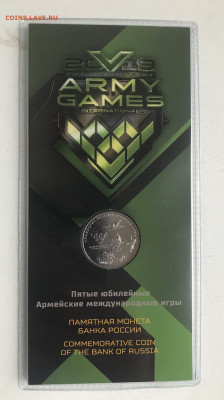 COINS.LAVE.RU
2019
ARMY
GAMES
INTERNATIONAL
Пятые юбилейные
Армейские международные игры
ПАМЯТНАЯ МОНЕТА
БАНКА РОССИИ
COMMEMORATIVE COIN
OF THE BANK OF RUSSIA